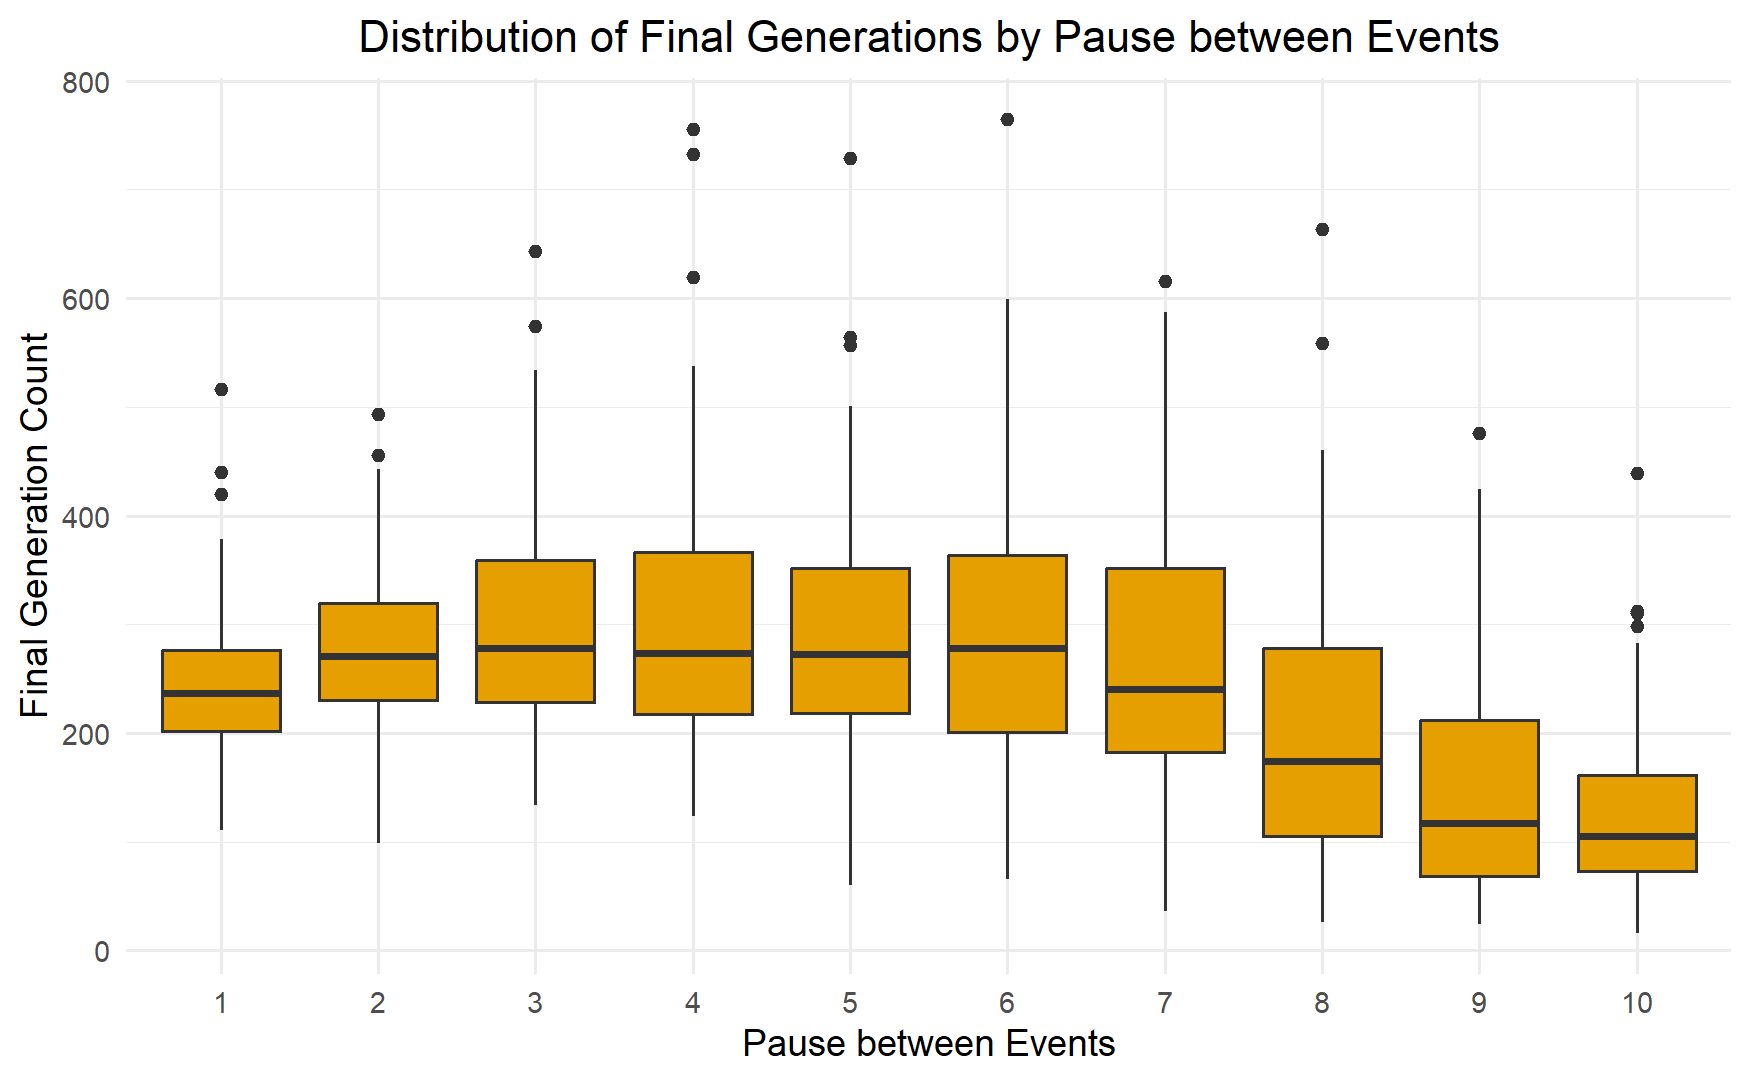 Distribution of Final Generations by Pause between Events
Final Generation Count
800
600
400
200
0
1 2 3 4 5 6 7 8 9 10
Pause between Events